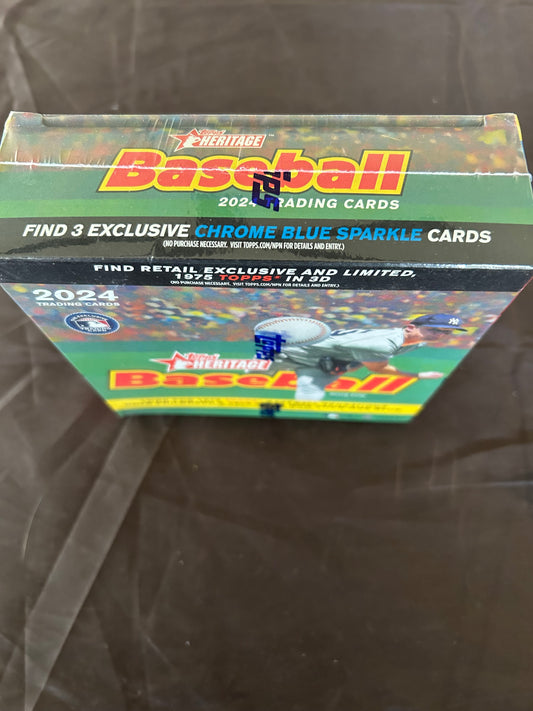 Topps HERITAGE™
Baseball
2024 TRADING CARDS
FIND 3 EXCLUSIVE CHROME BLUE SPARKLE CARDS
(NO PURCHASE NECESSARY. VISIT TOPPS.COM/NPN FOR DETAILS AND ENTRY.)
FIND RETAIL EXCLUSIVE AND LIMITED,
1975 TOPPS® IN 3D
(NO PURCHASE NECESSARY. VISIT TOPPS.COM/NPN FOR DETAILS AND ENTRY.)
2024
TRADING CARDS
Topps
Topps HERITAGE
Baseball